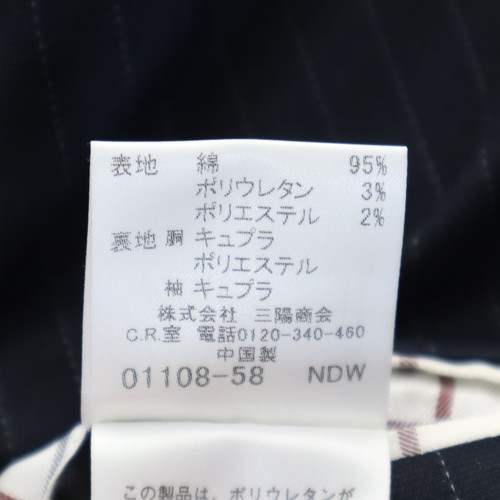 表地 綿 95%
ポリウレタン 3%
ポリエステル 2%
裏地 胴 キュプラ
ポリエステル
袖 キュプラ
株式会社 三陽商会
C.R.室 電話0120-340-460
中国製
01108-58 NDW
この製品は、ポリウレタンが